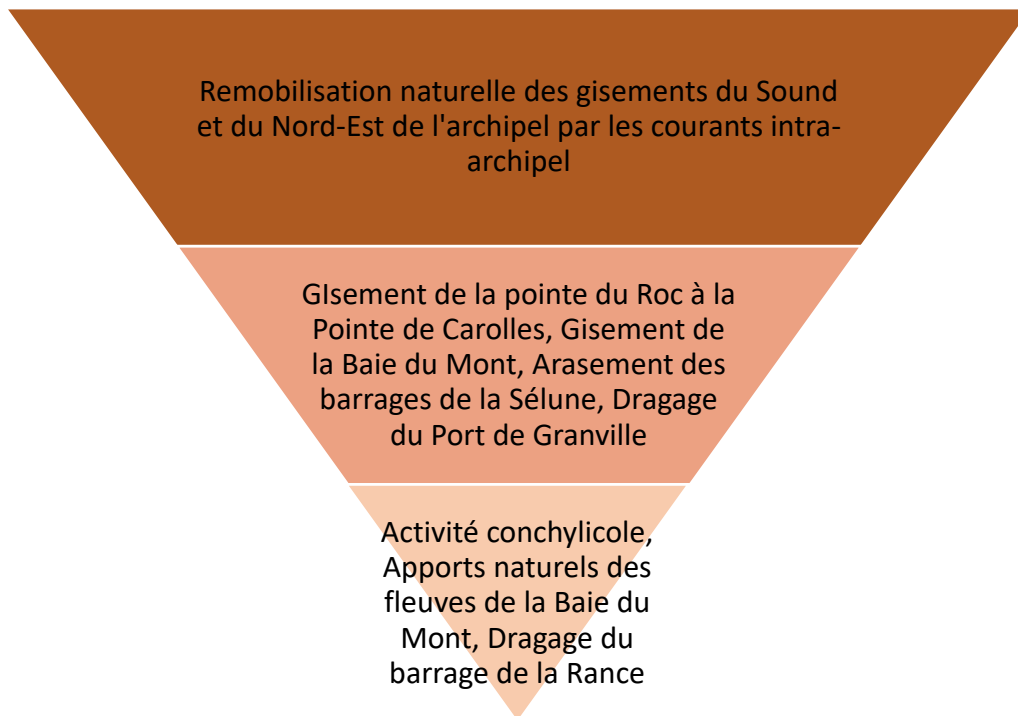 Remobilisation naturelle des gisements du Sound
et du Nord-Est de l'archipel par les courants intra-
archipel
GIsement de la pointe du Roc à la
Pointe de Carolles, Gisement de
la Baie du Mont, Arasement des
barrages de la Sélune, Dragage
du Port de Granville
Activité conchylicole,
Apports naturels des
fleuves de la Baie du
Mont, Dragage du
barrage de la Rance